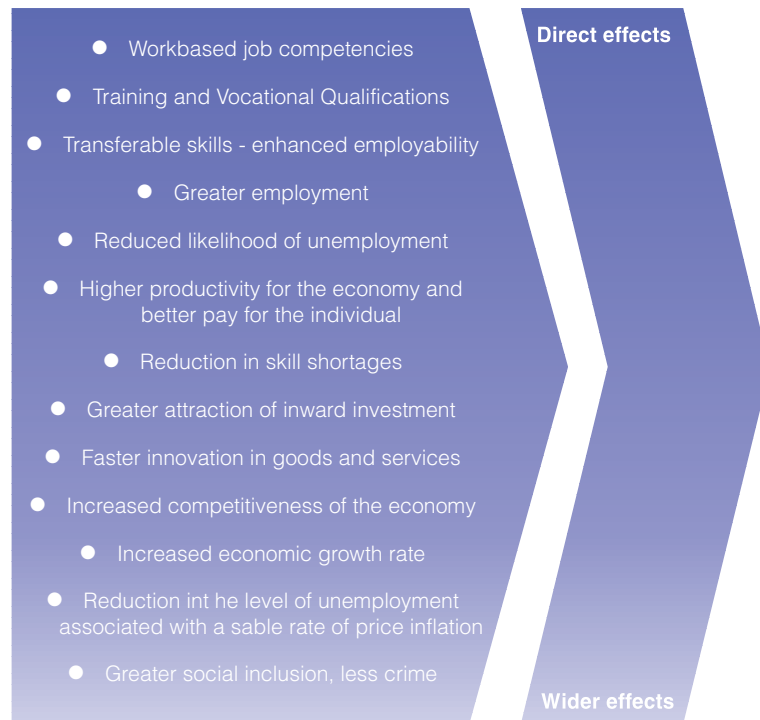 Direct effects
● Workbased job competencies
● Training and Vocational Qualifications
● Transferable skills - enhanced employability
● Greater employment
● Reduced likelihood of unemployment
● Higher productivity for the economy and
better pay for the individual
● Reduction in skill shortages
● Greater attraction of inward investment
● Faster innovation in goods and services
● Increased competitiveness of the economy
● Increased economic growth rate
● Reduction int he level of unemployment
associated with a sable rate of price inflation
● Greater social inclusion, less crime
Wider effects